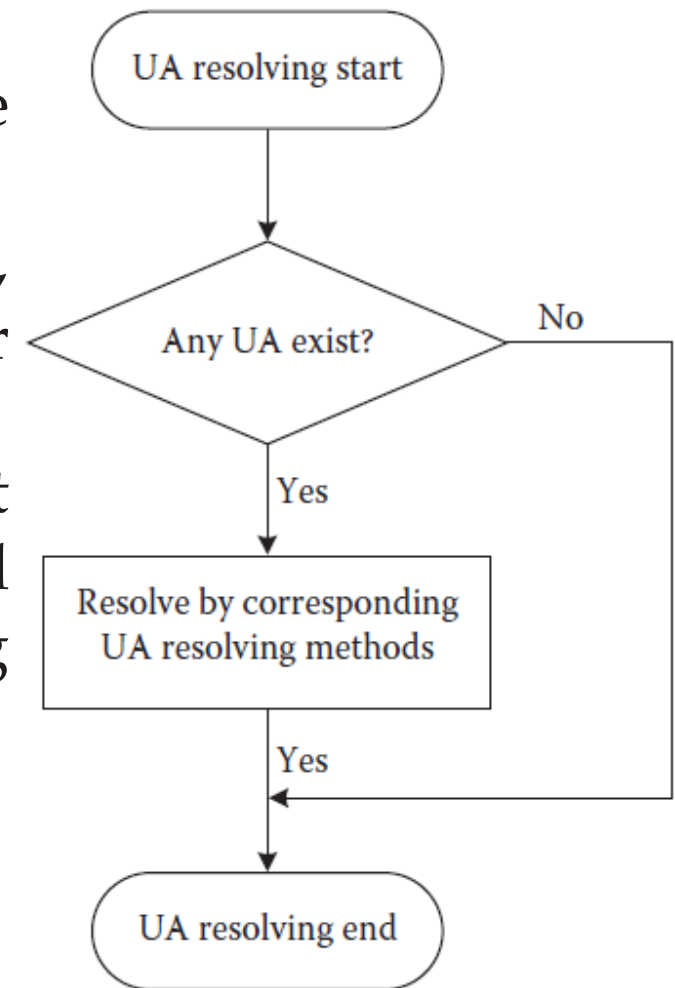 UA resolving start
Any UA exist?
No
Yes
Resolve by corresponding
UA resolving methods
Yes
UA resolving end